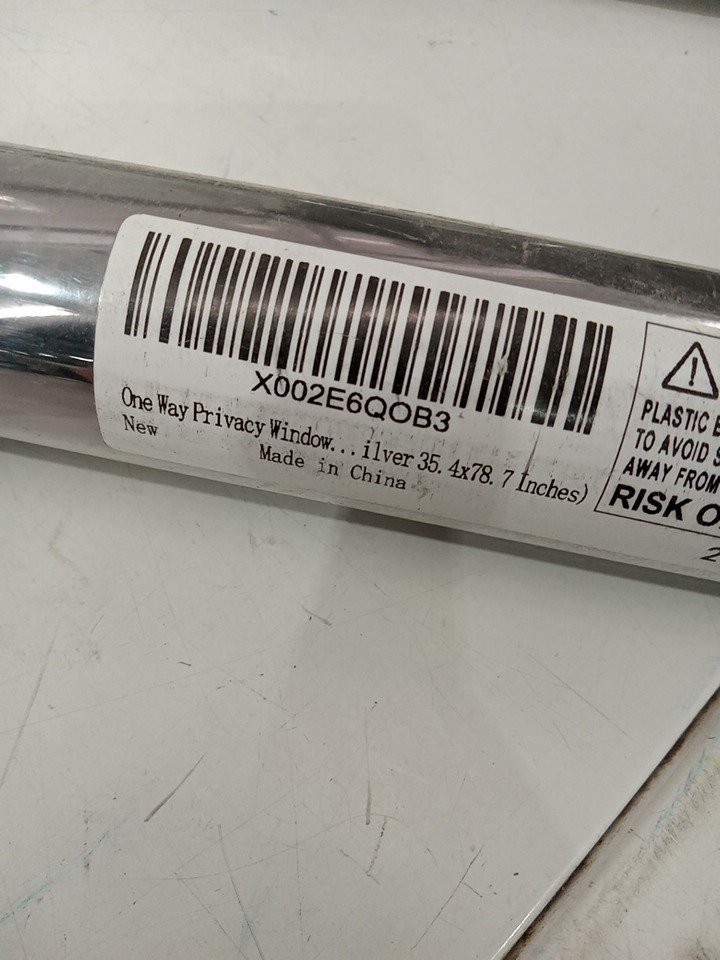 X002E6QOB3
One Way Privacy Window...ilver 35.4x78.7 Inches)
New
Made in China
PLASTIC
TO AVOID
AWAY FROM
RISK
2